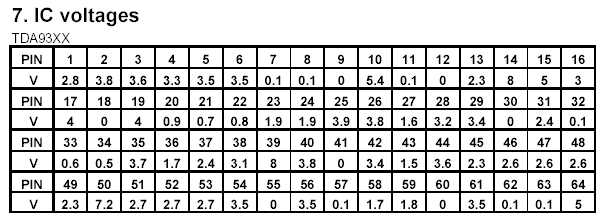 7. IC voltages
TDA93XX
PIN 1 2 3 4 5 6 7 8 9 10 11 12 13 14 15 16
V 2.8 3.8 3.6 3.3 3.5 3.5 0.1 0.1 0 5.4 0.1 0 2.3 8 5 3
PIN 17 18 19 20 21 22 23 24 25 26 27 28 29 30 31 32
V 4 0 4 0.9 0.7 0.8 1.9 1.9 3.9 3.8 1.6 3.2 3.4 0 2.4 0.1
PIN 33 34 35 36 37 38 39 40 41 42 43 44 45 46 47 48
V 0.6 0.5 3.7 1.7 2.4 3.1 8 3.8 0 3.4 1.5 3.6 2.3 2.6 2.6 2.6
PIN 49 50 51 52 53 54 55 56 57 58 59 60 61 62 63 64
V 2.3 7.2 2.7 2.7 2.7 3.5 0 3.5 0.1 1.7 1.8 0 3.5 0.1 0.1 5